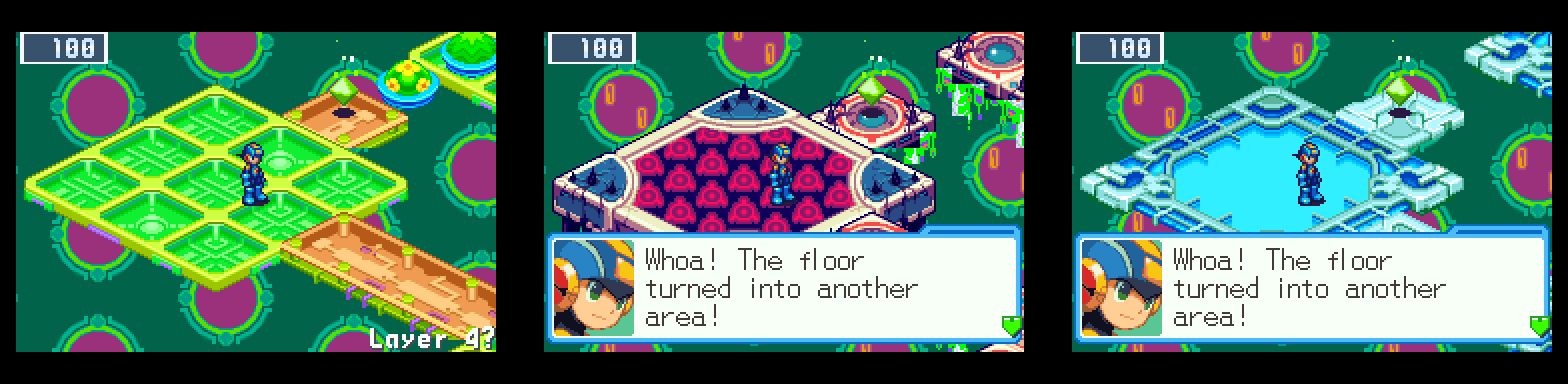 100
Layer 4?
100
Whoa! The floor
turned into another
area!
100
Whoa! The floor
turned into another
area!